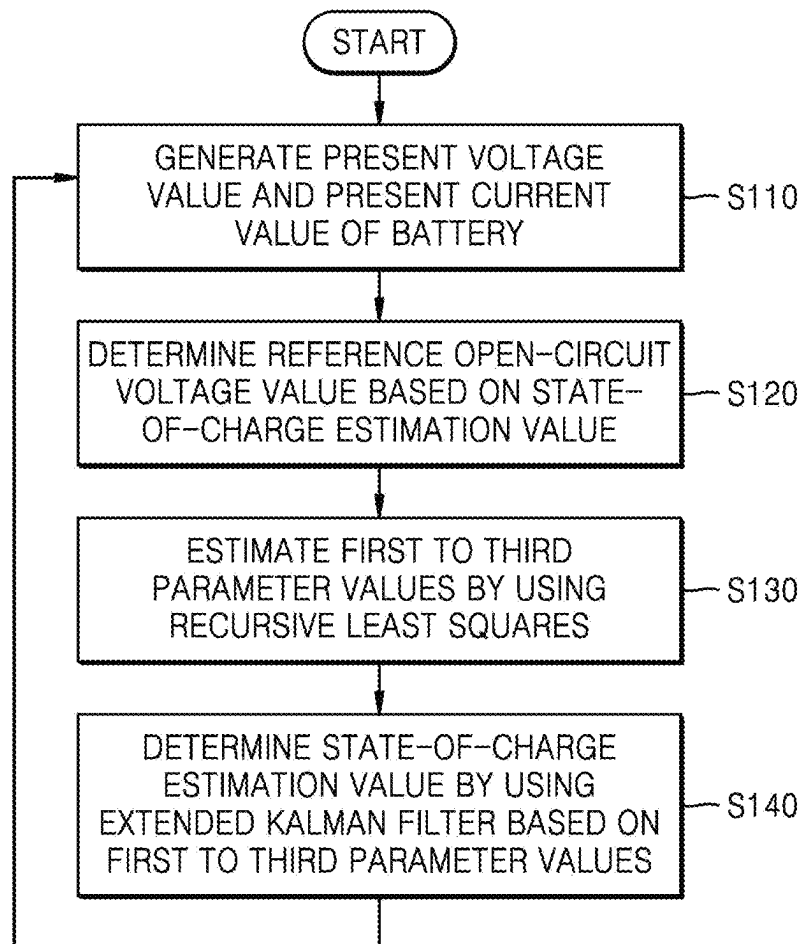 START
GENERATE PRESENT VOLTAGE
VALUE AND PRESENT CURRENT
VALUE OF BATTERY
S110
DETERMINE REFERENCE OPEN-CIRCUIT
VOLTAGE VALUE BASED ON STATE-
OF-CHARGE ESTIMATION VALUE
S120
ESTIMATE FIRST TO THIRD
PARAMETER VALUES BY USING
RECURSIVE LEAST SQUARES
S130
DETERMINE STATE-OF-CHARGE
ESTIMATION VALUE BY USING
EXTENDED KALMAN FILTER BASED ON
FIRST TO THIRD PARAMETER VALUES
S140